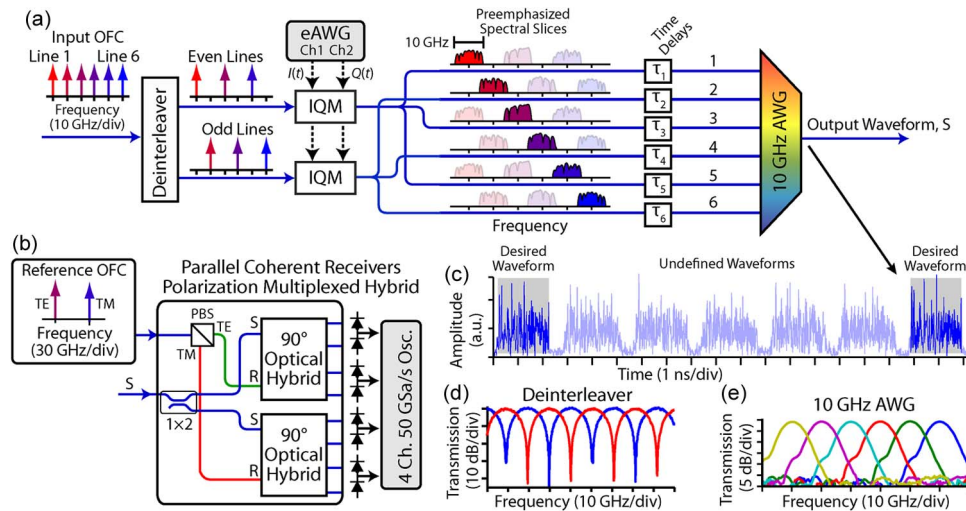 (a)
Input OFC
Line 1
Line 6
Frequency
(10 GHz/div)
Deinterleaver
Even Lines
Odd Lines
eAWG
Ch1 Ch2
I(t)
Q(t)
IQM
IQM
Preemphasized
Spectral Slices
10 GHz
Frequency
Time
Delays
τ1
τ2
τ3
τ4
τ5
τ6
1
2
3
4
5
6
10 GHz AWG
Output Waveform, S
(b)
Reference OFC
TE
TM
Frequency
(30 GHz/div)
Parallel Coherent Receivers
Polarization Multiplexed Hybrid
PBS
TE
TM
S
R
90°
Optical
Hybrid
S
1×2
S
R
90°
Optical
Hybrid
4 Ch. 50 GSa/s Osc.
(c)
Desired
Waveform
Undefined Waveforms
Desired
Waveform
Amplitude
(a.u.)
Time (1 ns/div)
(d)
Deinterleaver
Transmission
(10 dB/div)
Frequency (10 GHz/div)
(e)
10 GHz AWG
Transmission
(5 dB/div)
Frequency (10 GHz/div)